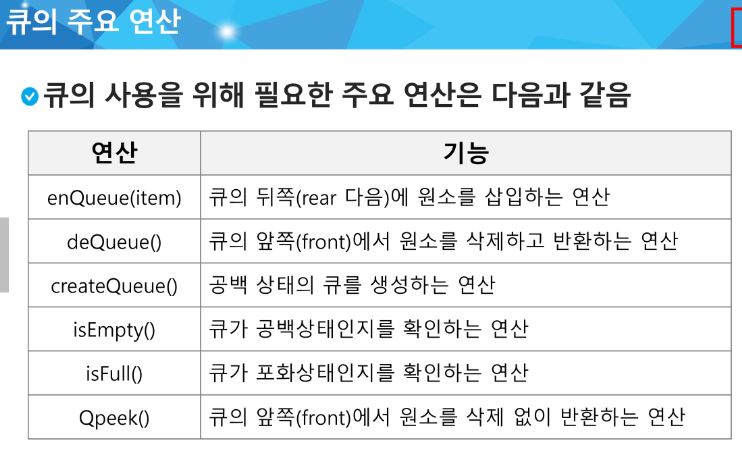 큐의 주요 연산
큐의 사용을 위해 필요한 주요 연산은 다음과 같음
연산 기능
enQueue(item) 큐의 뒤쪽(rear 다음)에 원소를 삽입하는 연산
deQueue() 큐의 앞쪽(front)에서 원소를 삭제하고 반환하는 연산
createQueue() 공백 상태의 큐를 생성하는 연산
isEmpty() 큐가 공백상태인지를 확인하는 연산
isFull() 큐가 포화상태인지를 확인하는 연산
Qpeek() 큐의 앞쪽(front)에서 원소를 삭제 없이 반환하는 연산